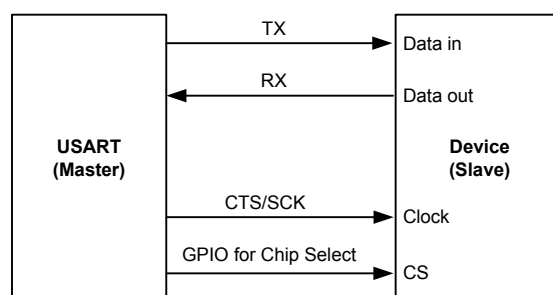 TX
Data in
RX
Data out
USART
(Master)
Device
(Slave)
CTS/SCK
Clock
GPIO for Chip Select
CS